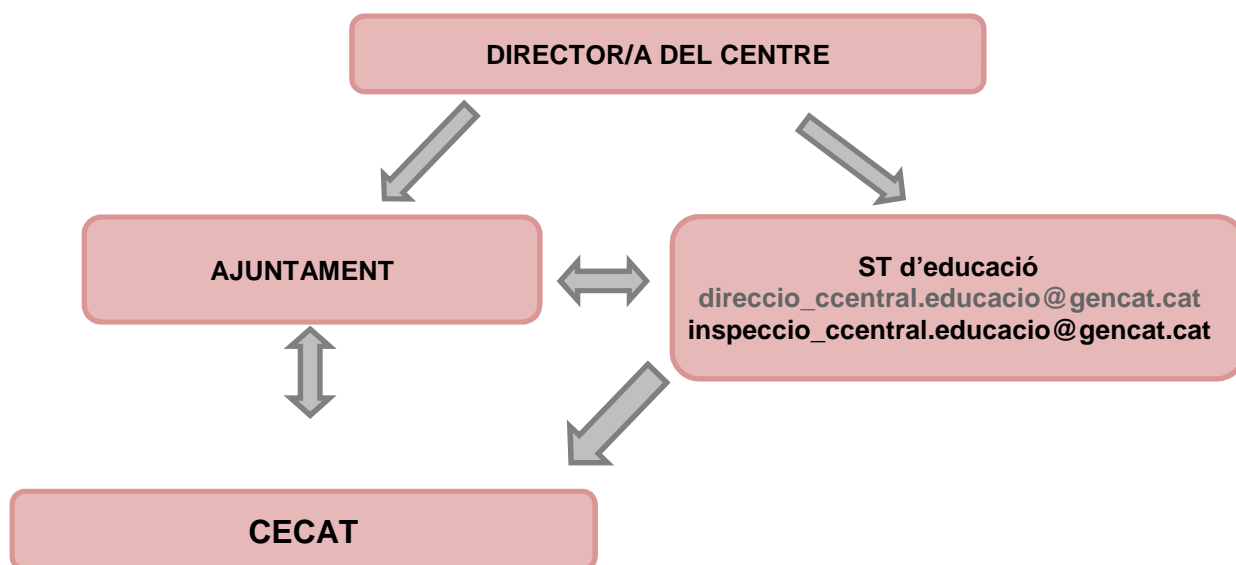 DIRECTOR/A DEL CENTRE
AJUNTAMENT
ST d’educació
direccio_ccentral.educacio@gencat.cat
inspeccio_ccentral.educacio@gencat.cat
CECAT